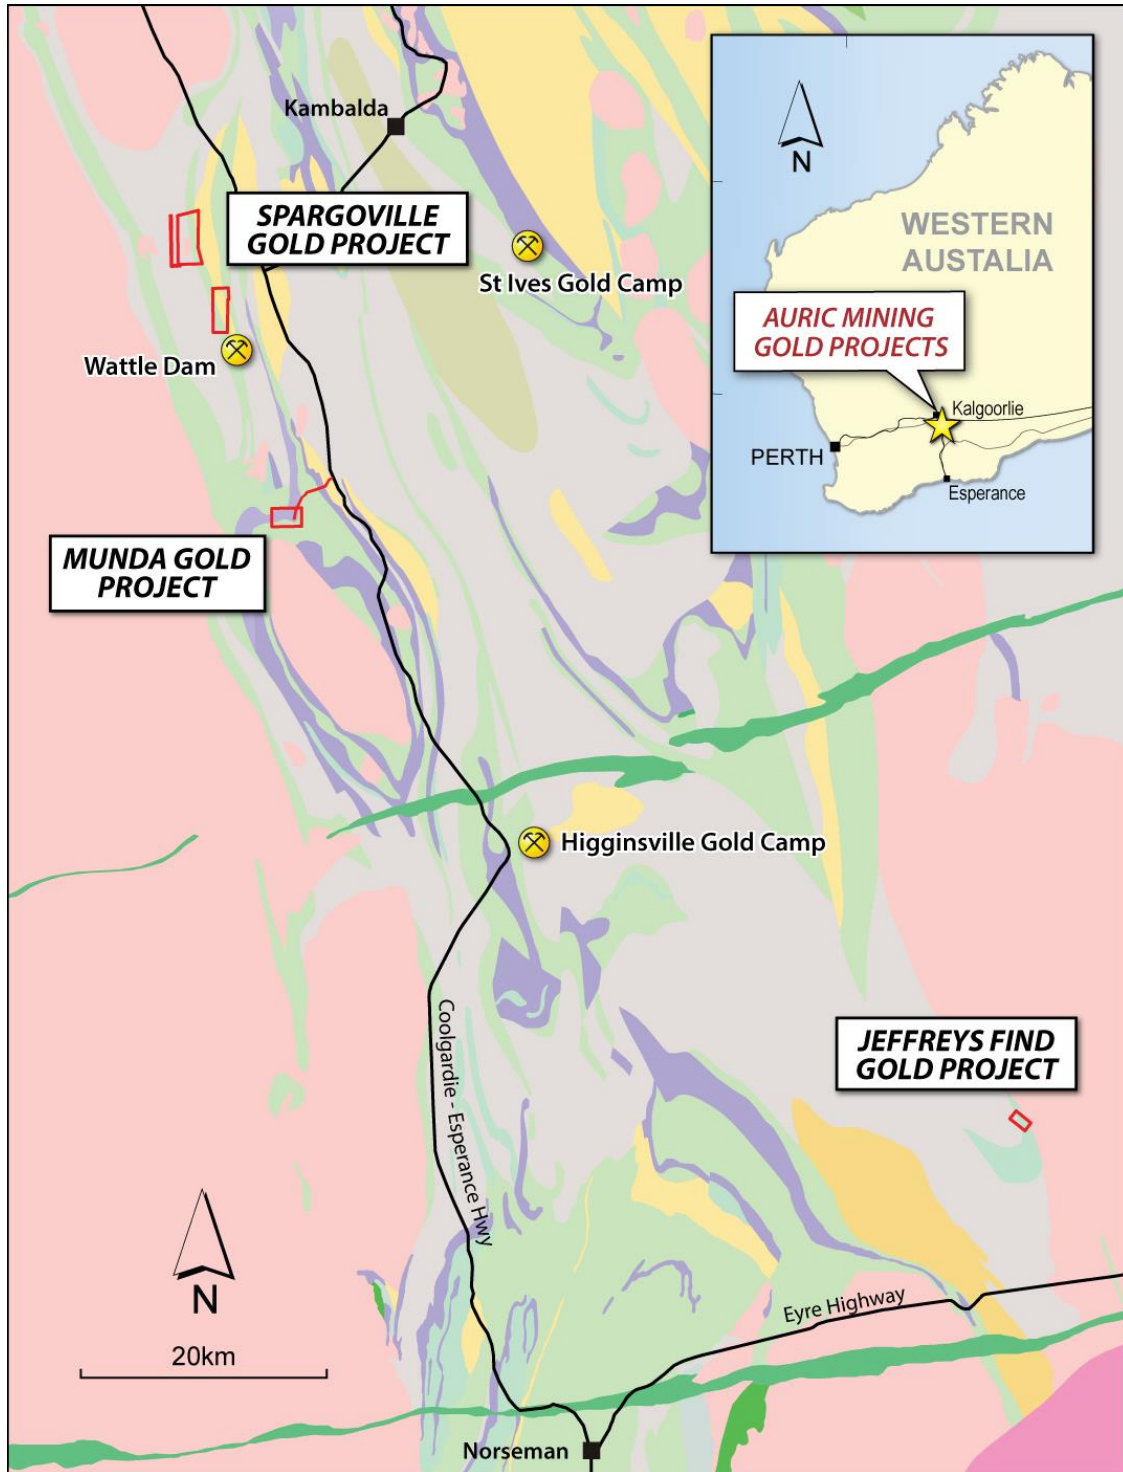 Kambalda
SPARGOVILLE
GOLD PROJECT
St Ives Gold Camp
Wattle Dam
MUNDA GOLD
PROJECT
Higginsville Gold Camp
JEFFREYS FIND
GOLD PROJECT
Coolgardie - Esperance Hwy
Eyre Highway
Norseman
N
20km
N
WESTERN
AUSTALIA
AURIC MINING
GOLD PROJECTS
Kalgoorlie
PERTH
Esperance